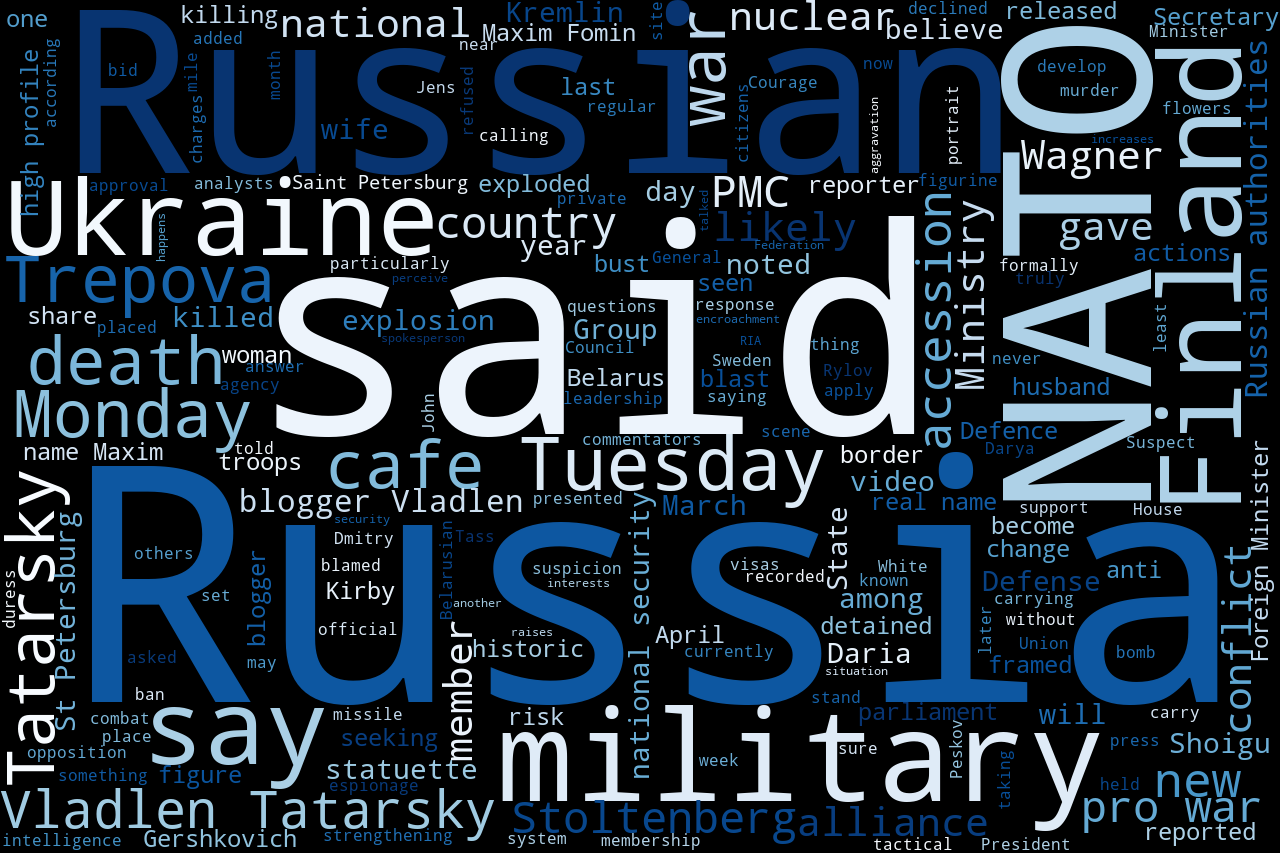 one
killing
national
Kremlin
Maxim Fomin
site
nuclear
declined
believe
released
Secretary
Minister
added
near
bid
mile
month
Russian
war
high profile
according
Jens
last
regular
refused
Courage
now
develop
murder
flowers
charges
wife
calling
citizens
aggravation
portrait
NATO
increases
Wagner
Finland
Russian authorities
approval
analysts
Saint Petersburg
exploded
private
day
PMC
reporter
figurine
Ukraine
happens
country
year
talked
likely
Federation
accession
Ministry
gave
actions
particularly
perceive
bust
General
noted
seen
formally
truly
Trepova
share
placed
killed
explosion
spokesperson
said
questions
response
encroachment
Group
Council
RIA
thing
least
never
death
woman
answer
agency
Belarus
Sweden
blast
saying
leadership
Rylov
apply
husband
Monday
John
commentators
scene
Defence
Darya
Suspect
name Maxim
told
troops
cafe
Tuesday
border
video
Tatarsky
blogger Vladlen
presented
March
real name
support
House
become
Foreign Minister
St Petersburg
security
Dmitry
Belarusian
Tass
national security
State
change
others
blogger
blamed
suspicion
visas
recorded
White
known
Defense
anti
conflict
duress
set
Kirby
interests
another
among
carrying
without
Russia
official
raises
April
detained
later
Union
bomb
asked
may
member
historic
currently
Daria
situation
framed
ban
stand
combat
place
say
missile
risk
military
parliament
will
carry
opposition
seeking
week
sure
Peskov
press
Shoigu
something
figure
statuette
espionage
taking
held
new
Vladlen Tatarsky
Stoltenberg
alliance
pro war
intelligence
Gershkovich
strengthening
system
membership
tactical
President
reported